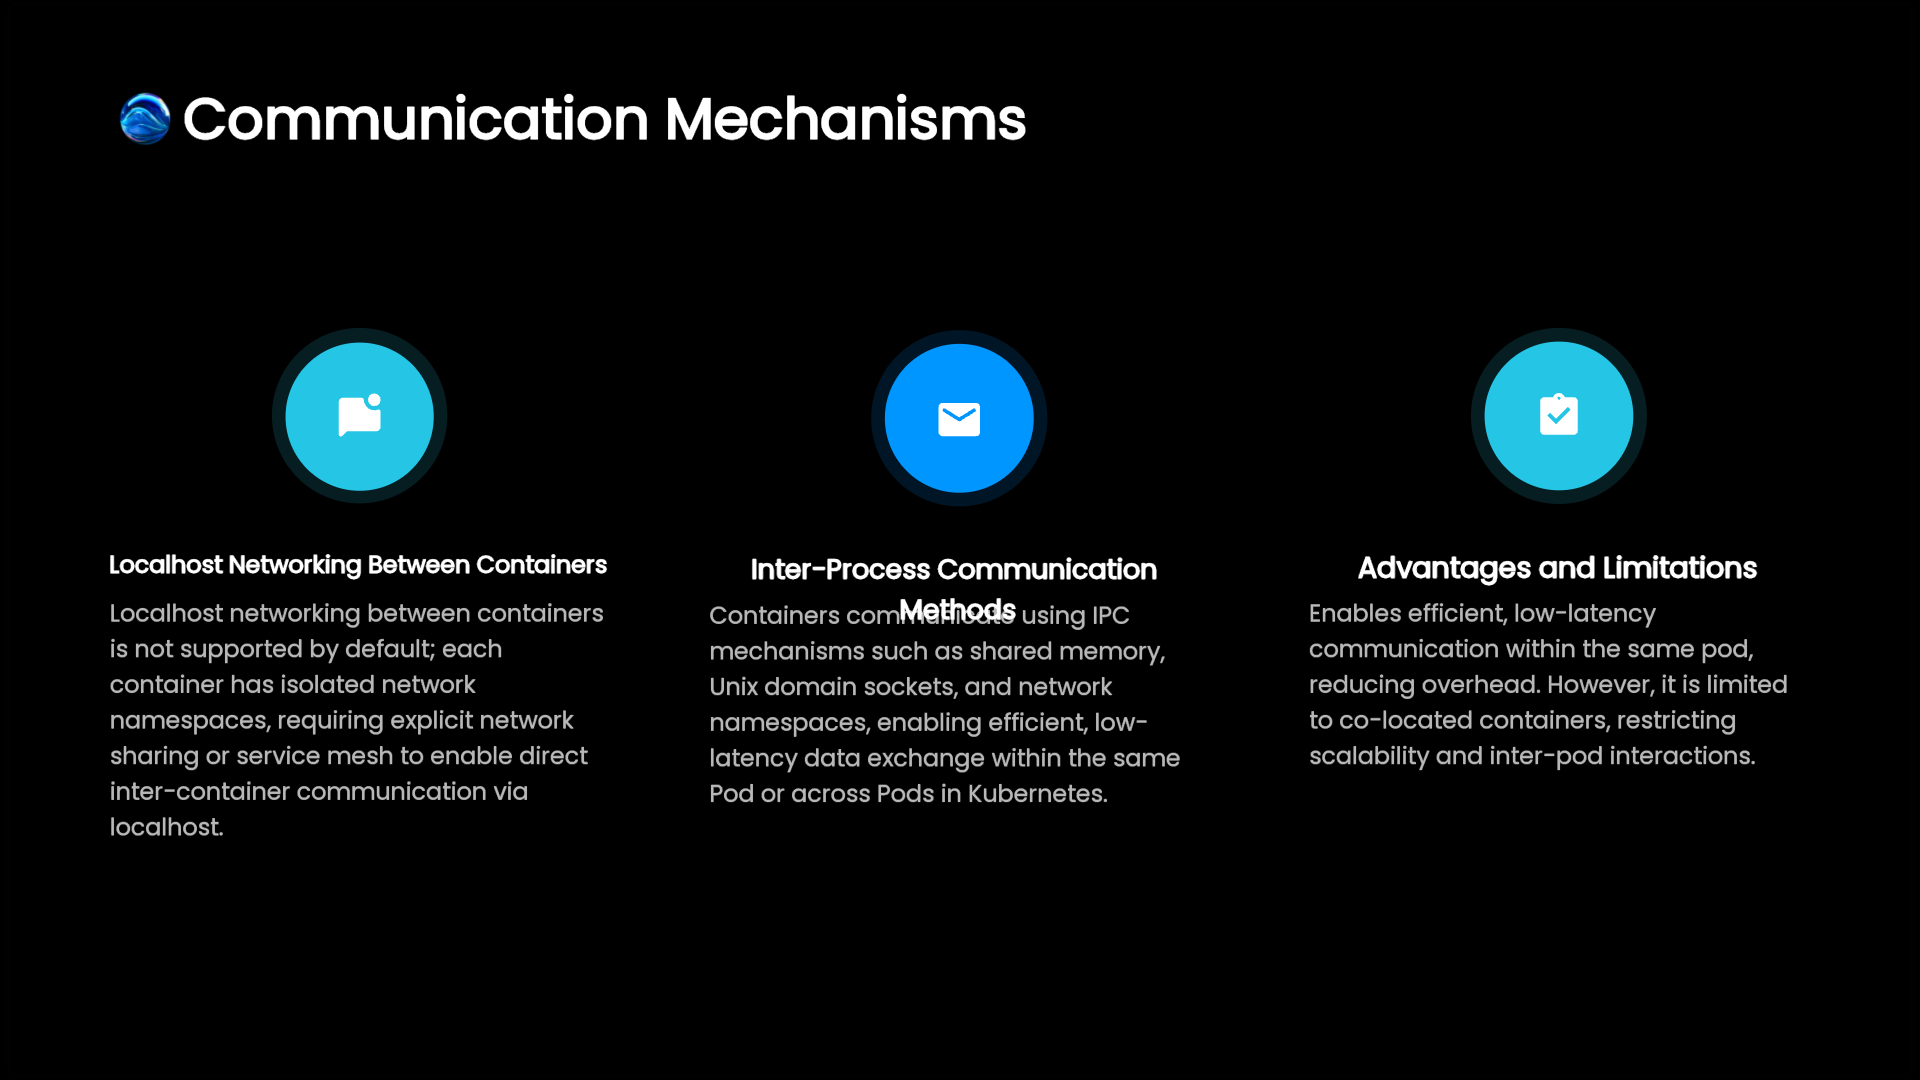 Communication Mechanisms
Localhost Networking Between Containers
Localhost networking between containers
is not supported by default; each
container has isolated network
namespaces, requiring explicit network
sharing or service mesh to enable direct
inter-container communication via
localhost.
Inter-Process Communication
Methods
Containers communicate using IPC
mechanisms such as shared memory,
Unix domain sockets, and network
namespaces, enabling efficient, low-
latency data exchange within the same
Pod or across Pods in Kubernetes.
Advantages and Limitations
Enables efficient, low-latency
communication within the same pod,
reducing overhead. However, it is limited
to co-located containers, restricting
scalability and inter-pod interactions.